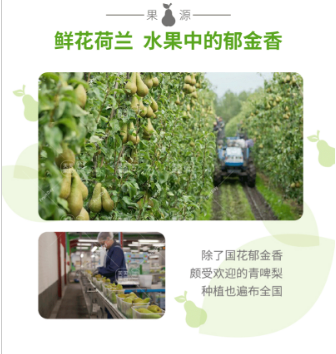 果 源
鲜花荷兰 水果中的郁金香
除了国花郁金香
颇受欢迎的青啤梨
种植也遍布全国